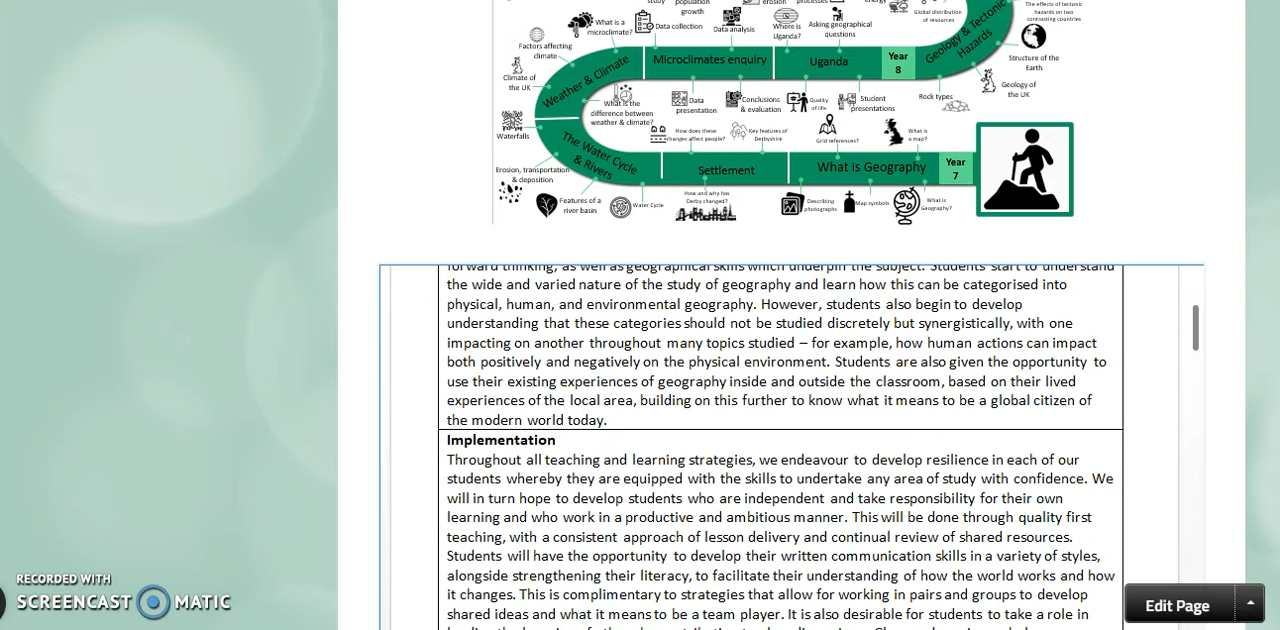 study
population
growth
erosion
processes
energy
Global distribution
of resources
The effects of tectonic
hazards on two
contrasting countries
What is a
microclimate?
Data collection
Data analysis
Where is
Uganda?
Asking geographical
questions
Geology & Tectonic
Hazards
Factors affecting
climate
Microclimates enquiry
Uganda
Year
8
Structure of the
Earth
Climate of
the UK
Weather & Climate
What is the
difference between
weather & climate?
Data
presentation
Conclusions
& evaluation
Quality
of life
Student
presentations
Rock types
Geology of
the UK
Waterfalls
How does these
changes affect people?
Key features of
Derbyshire
Grid references?
What is
a map?
The Water Cycle
& Rivers
Settlement
What is Geography
Year
7
Erosion, transportation
& deposition
Features of a
river basin
Water Cycle
How and why has
Derby changed?
Describing
photographs
Map symbols
What is
Geography?
forward thinking, as well as geographical skills which underpin the subject. Students start to understand
the wide and varied nature of the study of geography and learn how this can be categorised into
physical, human, and environmental geography. However, students also begin to develop
understanding that these categories should not be studied discretely but synergistically, with one
impacting on another throughout many topics studied – for example, how human actions can impact
both positively and negatively on the physical environment. Students are also given the opportunity to
use their existing experiences of geography inside and outside the classroom, based on their lived
experiences of the local area, building on this further to know what it means to be a global citizen of
the modern world today.
Implementation
Throughout all teaching and learning strategies, we endeavour to develop resilience in each of our
students whereby they are equipped with the skills to undertake any area of study with confidence. We
will in turn hope to develop students who are independent and take responsibility for their own
learning and who work in a productive and ambitious manner. This will be done through quality first
teaching, with a consistent approach of lesson delivery and continual review of shared resources.
Students will have the opportunity to develop their written communication skills in a variety of styles,
alongside strengthening their literacy, to facilitate their understanding of how the world works and how
it changes. This is complimentary to strategies that allow for working in pairs and groups to develop
shared ideas and what it means to be a team player. It is also desirable for students to take a role in
RECORDED WITH
SCREENCAST MATIC
Edit Page